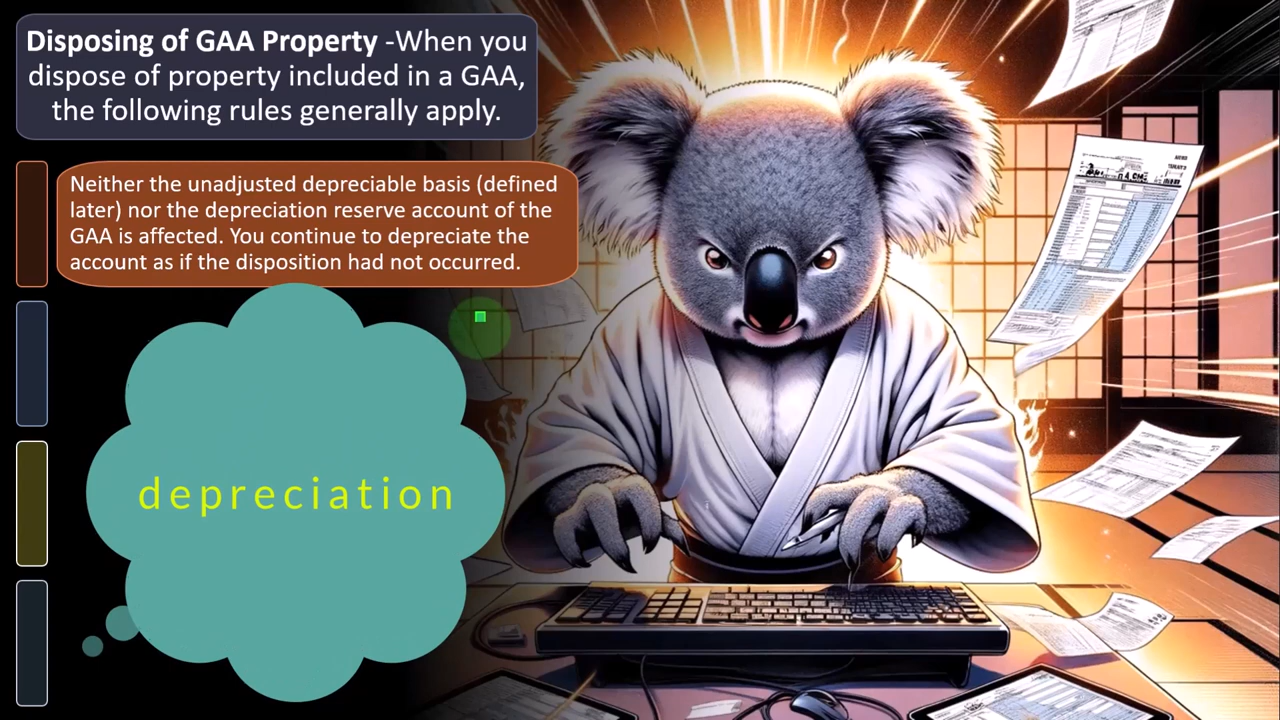 Disposing of GAA Property -When you
dispose of property included in a GAA,
the following rules generally apply.
Neither the unadjusted depreciable basis (defined
later) nor the depreciation reserve account of the
GAA is affected. You continue to depreciate the
account as if the disposition had not occurred.
depreciation